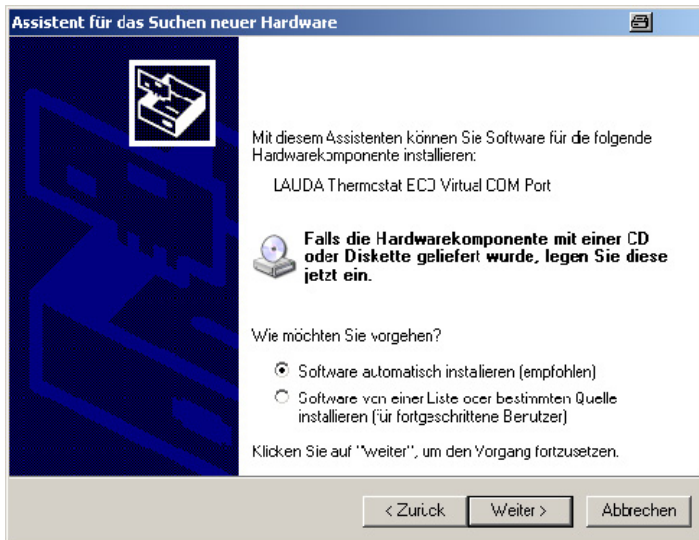 Assistent für das Suchen neuer Hardware
Mit diesem Assistenten können Sie Software für die folgende
Hardwarekomponente installieren:
LAUDA Thermostat ECO Virtual COM Port
Falls die Hardwarekomponente mit einer CD
oder Diskette geliefert wurde, legen Sie diese
jetzt ein.
Wie möchten Sie vorgehen?
Software automatisch installieren (empfohlen)
Software von einer Liste oder bestimmten Quelle
installieren (für fortgeschrittene Benutzer)
Klicken Sie auf "Weiter", um den Vorgang fortzusetzen.
< Zurück
Weiter >
Abbrechen